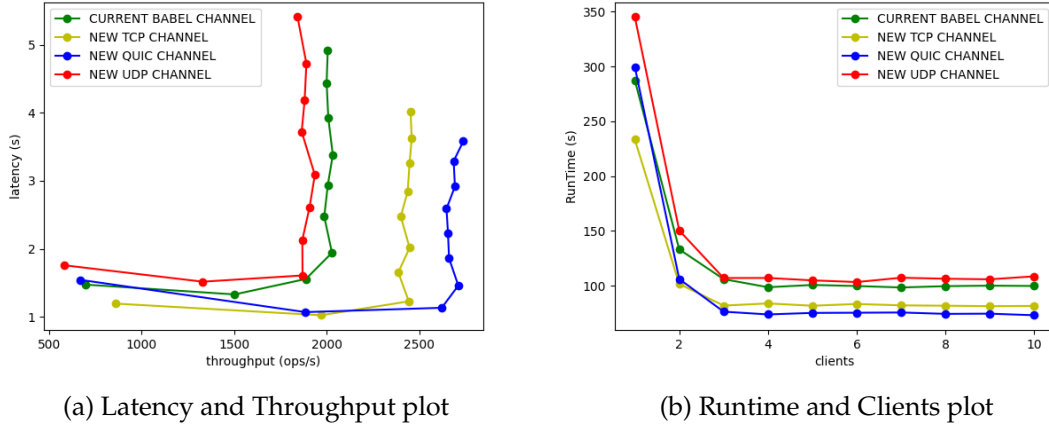 CURRENT BABEL CHANNEL
NEW TCP CHANNEL
NEW QUIC CHANNEL
NEW UDP CHANNEL
5
4
3
2
1
latency (s)
500 1000 1500 2000 2500
throughput (ops/s)
(a) Latency and Throughput plot
CURRENT BABEL CHANNEL
NEW TCP CHANNEL
NEW QUIC CHANNEL
NEW UDP CHANNEL
350
300
250
200
150
100
RunTime (s)
2 4 6 8 10
clients
(b) Runtime and Clients plot